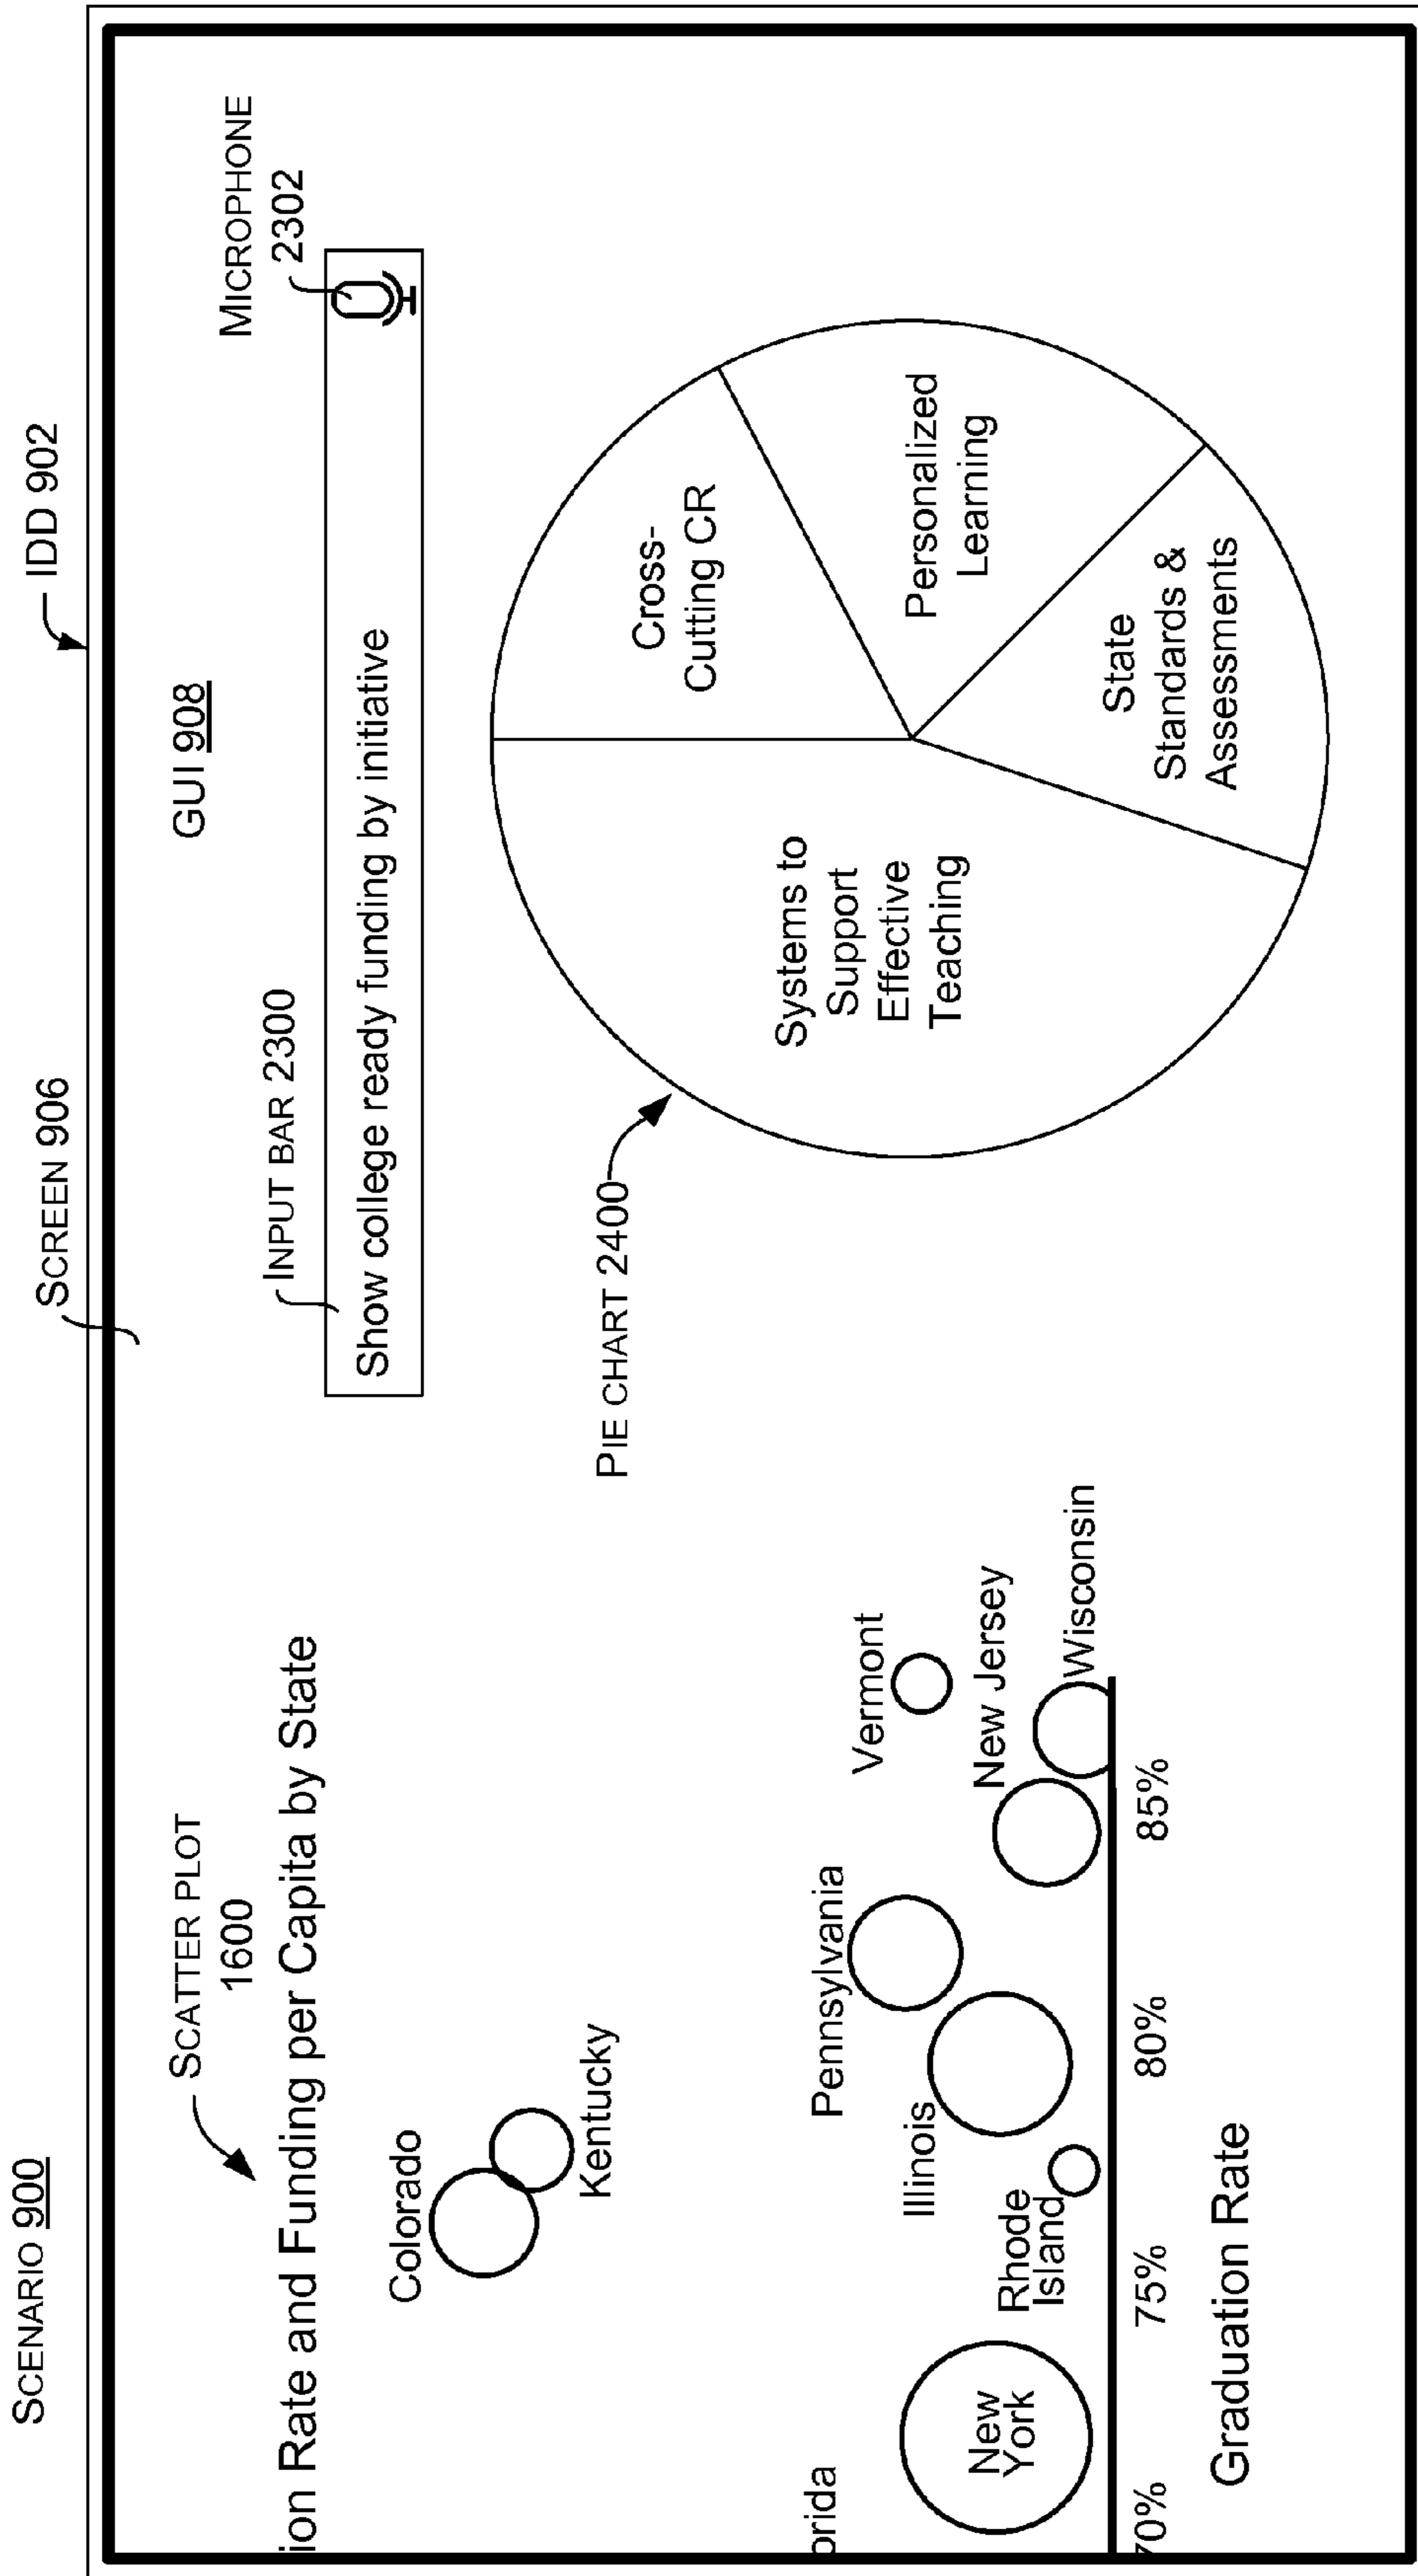 SCENARIO 900
SCREEN 906
IDD 902
GUI 908
SCATTER PLOT
1600
ion Rate and Funding per Capita by State
Colorado
Kentucky
orida
Pennsylvania
Vermont
Illinois
New Jersey
New
York
Rhode
Island
Wisconsin
70%
75%
80%
85%
Graduation Rate
INPUT BAR 2300
MICROPHONE
2302
Show college ready funding by initiative
PIE CHART 2400
Cross-
Cutting CR
Systems to
Support
Effective
Teaching
Personalized
Learning
State
Standards &
Assessments